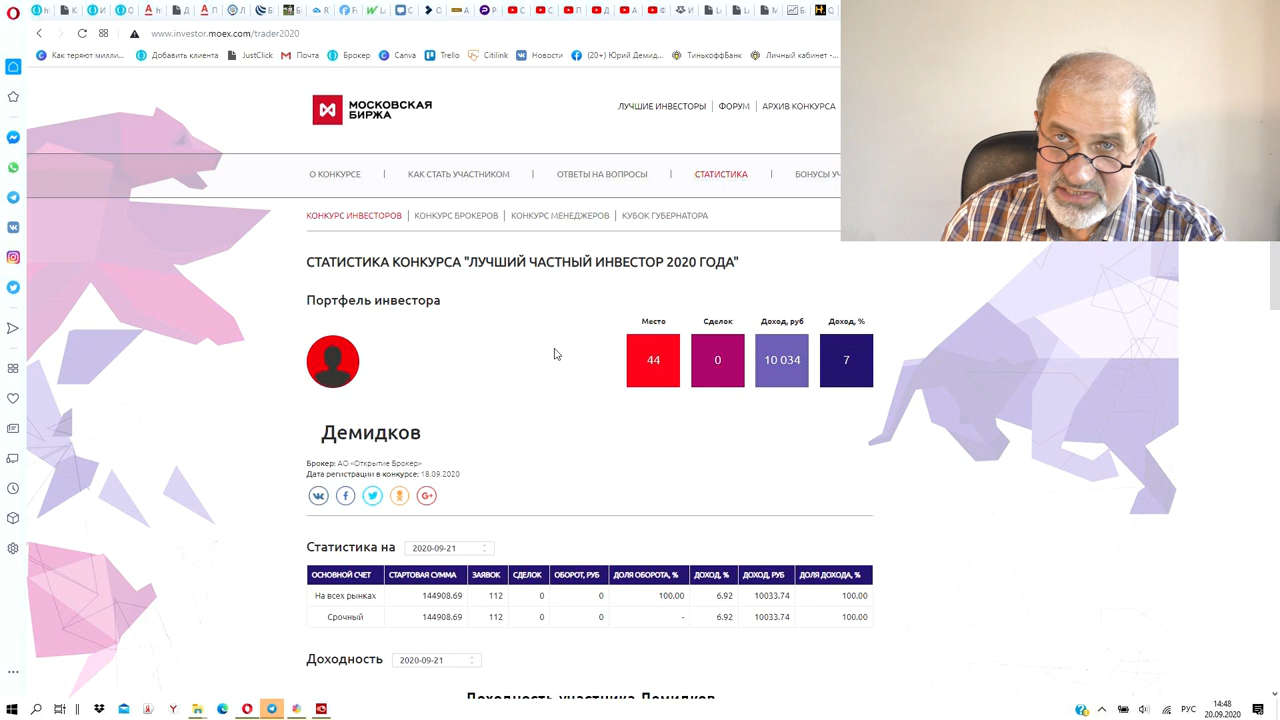 www.investor.moex.com/trader2020
Как теряют милли... Добавить клиента JustClick Почта Брокер Canva Trello Citilink Новости (20+) Юрий Демид... ТинькоффБанк Личный кабинет -...
МОСКОВСКАЯ
БИРЖА
ЛУЧШИЕ ИНВЕСТОРЫ | ФОРУМ | АРХИВ КОНКУРСА
О КОНКУРСЕ | КАК СТАТЬ УЧАСТНИКОМ | ОТВЕТЫ НА ВОПРОСЫ | СТАТИСТИКА | БОНУСЫ УЧ
КОНКУРС ИНВЕСТОРОВ | КОНКУРС БРОКЕРОВ | КОНКУРС МЕНЕДЖЕРОВ | КУБОК ГУБЕРНАТОРА
СТАТИСТИКА КОНКУРСА "ЛУЧШИЙ ЧАСТНЫЙ ИНВЕСТОР 2020 ГОДА"
Портфель инвестора
Место Сделок Доход, руб Доход, %
44 0 10 034 7
Демидков
Брокер: АО «Открытие Брокер»
Дата регистрации в конкурсе: 18.09.2020
Статистика на 2020-09-21
ОСНОВНОЙ СЧЕТ СТАРТОВАЯ СУММА ЗАЯВОК СДЕЛОК ОБОРОТ, РУБ ДОЛЯ ОБОРОТА, % ДОХОД, % ДОХОД, РУБ ДОЛЯ ДОХОДА, %
На всех рынках 144908.69 112 0 0 100.00 6.92 10033.74 100.00
Срочный 144908.69 112 0 0 - 6.92 10033.74 100.00
Доходность 2020-09-21
Доходность участника Демидков
РУС
14:48
20.09.2020